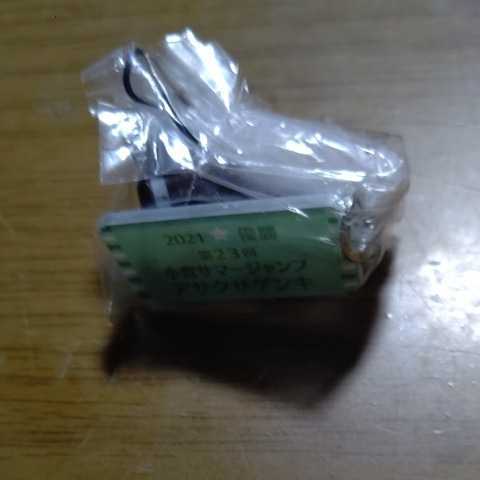 2021 ★ 優勝
第23回
小倉サマージャンプ
アサクサゲンキ